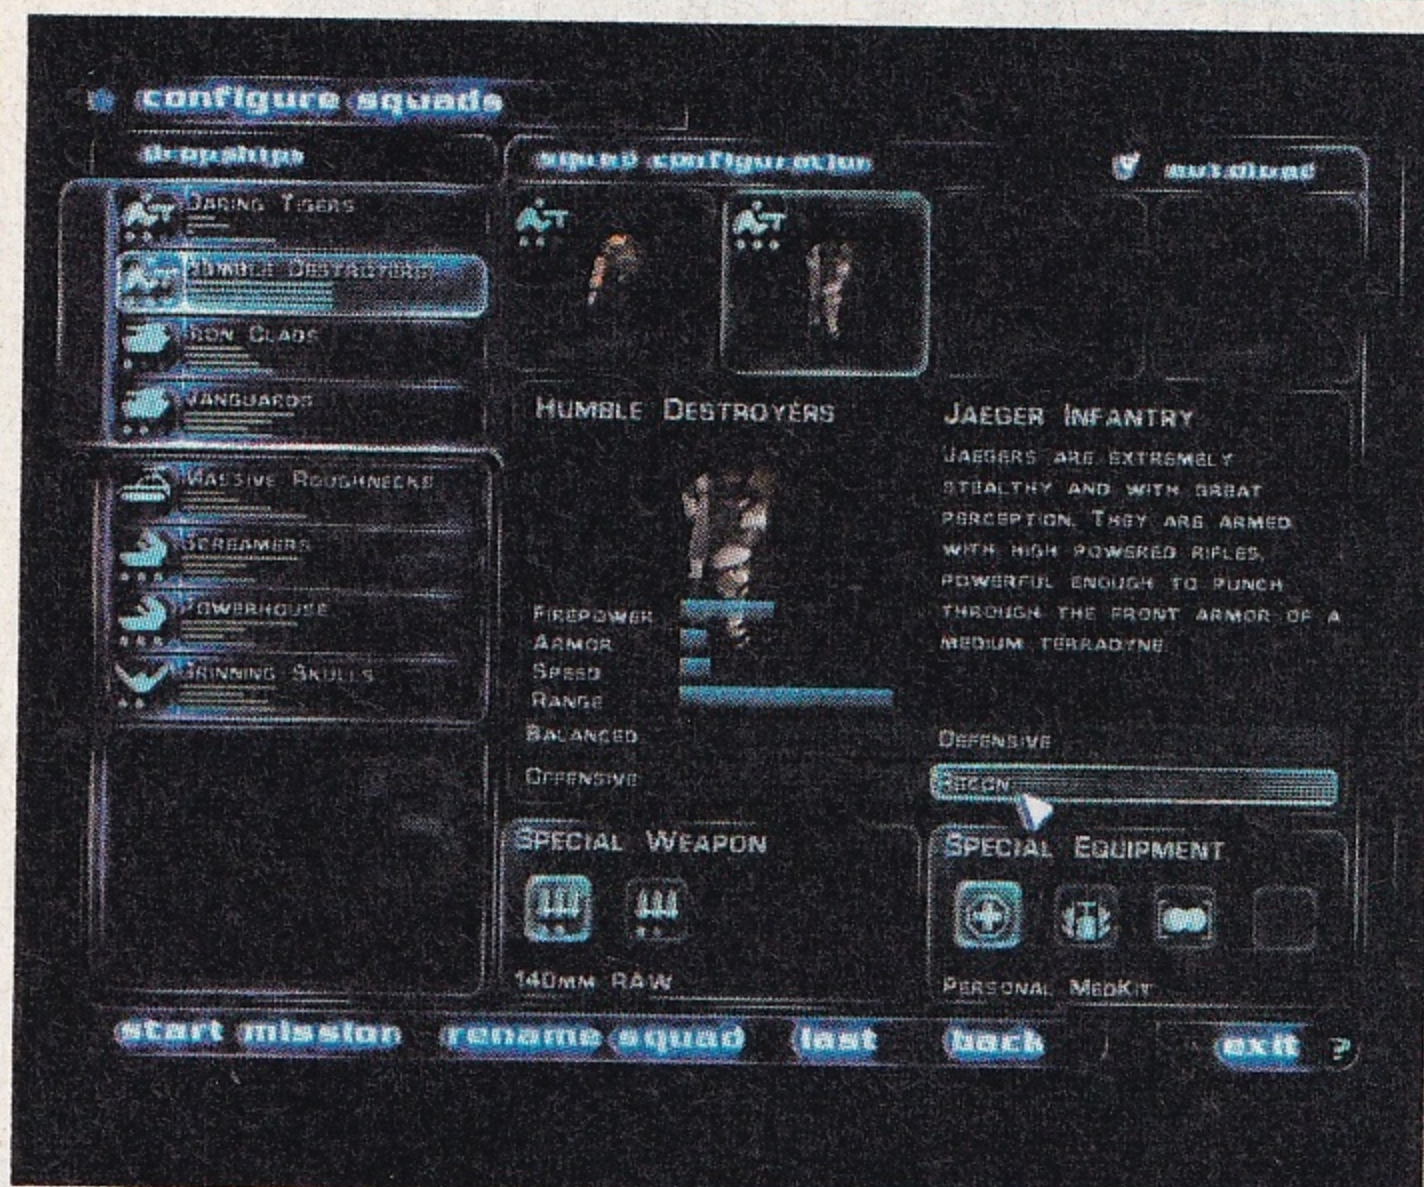 configure squads
dropships
squad configuration
autoload
Daring Tigers
Humble Destroyers
Iron Clads
Vanguards
Massive Roughnecks
Screamers
Powerhouse
Grinning Skulls
Humble Destroyers
Firepower
Armor
Speed
Range
Balanced
Offensive
Jaeger Infantry
Jaegers are extremely
stealthy and with great
perception. They are armed
with high powered rifles,
powerful enough to punch
through the front armor of a
medium terradyne.
Defensive
Recon
Special Weapon
140mm RAW
Special Equipment
Personal MedKit
start mission
rename squad
last
back
exit
?